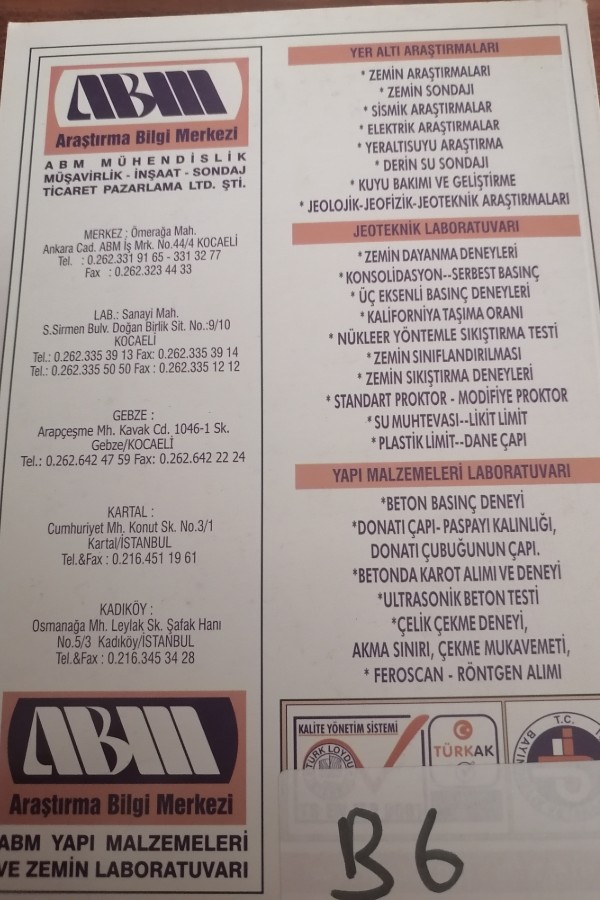 ABM
Araştırma Bilgi Merkezi
ABM MÜHENDİSLİK
MÜŞAVİRLİK - İNŞAAT - SONDAJ
TİCARET PAZARLAMA LTD. ŞTİ.
MERKEZ : Ömerağa Mah.
Ankara Cad. ABM İş Mrk. No.44/4 KOCAELİ
Tel. : 0.262.331 91 65 - 331 32 77
Fax : 0.262.323 44 33
LAB.: Sanayi Mah.
S.Sirmen Bulv. Doğan Birlik Sit. No.:9/10
KOCAELİ
Tel.: 0.262.335 39 13 Fax: 0.262.335 39 14
Tel.: 0.262.335 50 50 Fax : 0.262.335 12 12
GEBZE :
Arapçeşme Mh. Kavak Cd. 1046-1 Sk.
Gebze/KOCAELİ
Tel.: 0.262.642 47 59 Fax: 0.262.642 22 24
KARTAL :
Cumhuriyet Mh. Konut Sk. No.3/1
Kartal/İSTANBUL
Tel.&Fax : 0.216.451 19 61
KADIKÖY :
Osmanağa Mh. Leylak Sk. Şafak Hanı
No.5/3 Kadıköy/İSTANBUL
Tel.&Fax : 0.216.345 34 28
ABM
Araştırma Bilgi Merkezi
ABM YAPI MALZEMELERİ
VE ZEMİN LABORATUVARI
YER ALTI ARAŞTIRMALARI
* ZEMİN ARAŞTIRMALARI
* ZEMİN SONDAJI
* SİSMİK ARAŞTIRMALAR
* ELEKTRİK ARAŞTIRMALAR
* YERALTISUYU ARAŞTIRMA
* DERİN SU SONDAJI
* KUYU BAKIMI VE GELİŞTİRME
* JEOLOJİK-JEOFİZİK-JEOTEKNİK ARAŞTIRMALARI
JEOTEKNİK LABORATUVARI
* ZEMİN DAYANMA DENEYLERİ
* KONSOLİDASYON--SERBEST BASINÇ
* ÜÇ EKSENLİ BASINÇ DENEYLERİ
* KALİFORNİYA TAŞIMA ORANI
* NÜKLEER YÖNTEMLE SIKIŞTIRMA TESTİ
* ZEMİN SINIFLANDIRILMASI
* ZEMİN SIKIŞTIRMA DENEYLERİ
* STANDART PROKTOR - MODİFİYE PROKTOR
* SU MUHTEVASI--LİKİT LİMİT
* PLASTİK LİMİT--DANE ÇAPI
YAPI MALZEMELERİ LABORATUVARI
*BETON BASINÇ DENEYİ
*DONATI ÇAPI- PASPAYI KALINLIĞI,
DONATI ÇUBUĞUNUN ÇAPI.
*BETONDA KAROT ALIMI VE DENEYİ
*ULTRASONİK BETON TESTİ
*ÇELİK ÇEKME DENEYİ,
AKMA SINIRI, ÇEKME MUKAVEMETİ,
* FEROSCAN - RÖNTGEN ALIMI
KALİTE YÖNETİM SİSTEMİ
TÜRK LOYDU
TÜRKAK
T.C.
B6